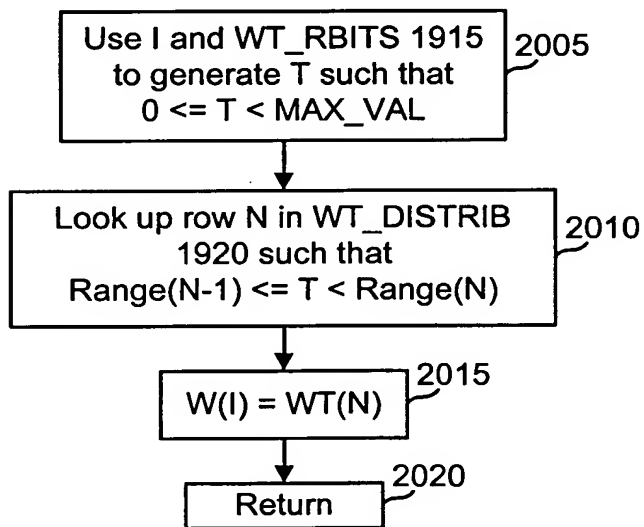 Use I and WT_RBITS 1915
to generate T such that
0 <= T < MAX_VAL
2005
Look up row N in WT_DISTRIB
1920 such that
Range(N-1) <= T < Range(N)
2010
W(I) = WT(N)
2015
Return
2020